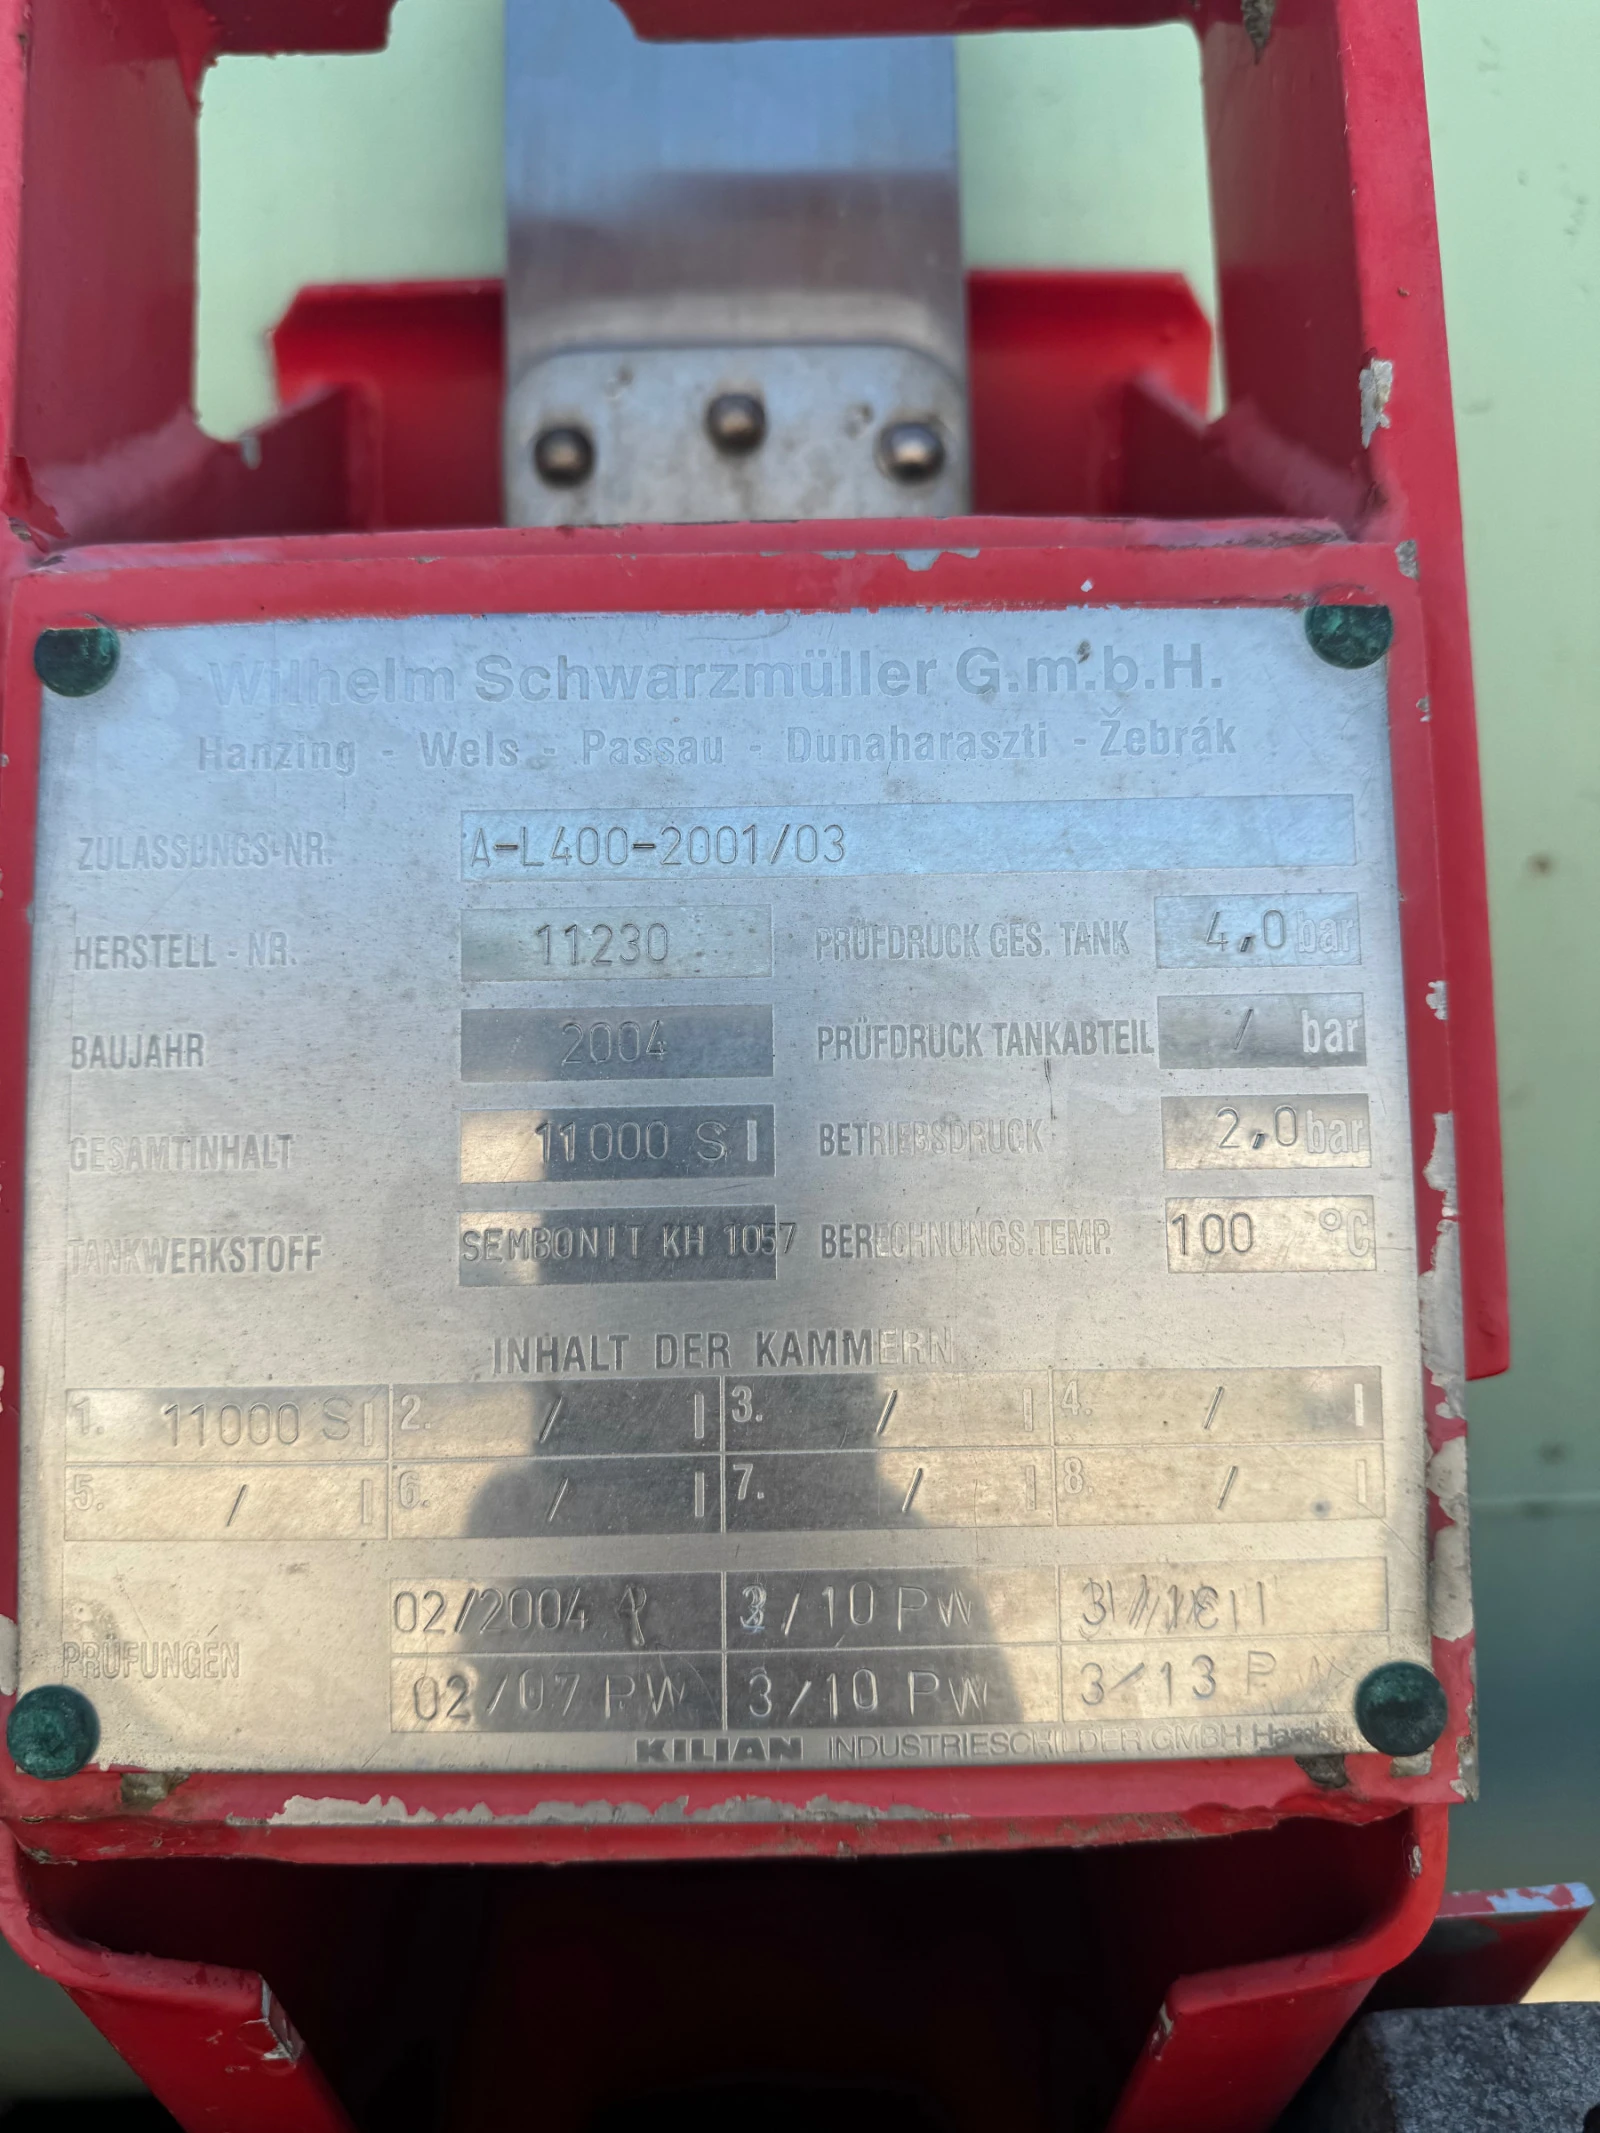 Wilhelm Schwarzmüller G.m.b.H.
Hanzing - Wels - Passau - Dunaharaszti - Žebrák
ZULASSUNGS-NR. A-L400-2001/03
HERSTELL - NR. 11230 PRÜFDRUCK GES. TANK 4,0 bar
BAUJAHR 2004 PRÜFDRUCK TANKABTEIL / bar
GESAMTINHALT 11000 S l BETRIEBSDRUCK 2,0 bar
TANKWERKSTOFF SEMBONIT KH 1057 BERECHNUNGS.TEMP. 100 °C
INHALT DER KAMMERN
1. 11000 S l 2. / l 3. / l 4. / l
5. / l 6. / l 7. / l 8. / l
PRÜFUNGEN
02/2004 /10 PW
02/07 PW 3/10 PW 3/13 P
KILIAN INDUSTRIESCHILDER GMBH